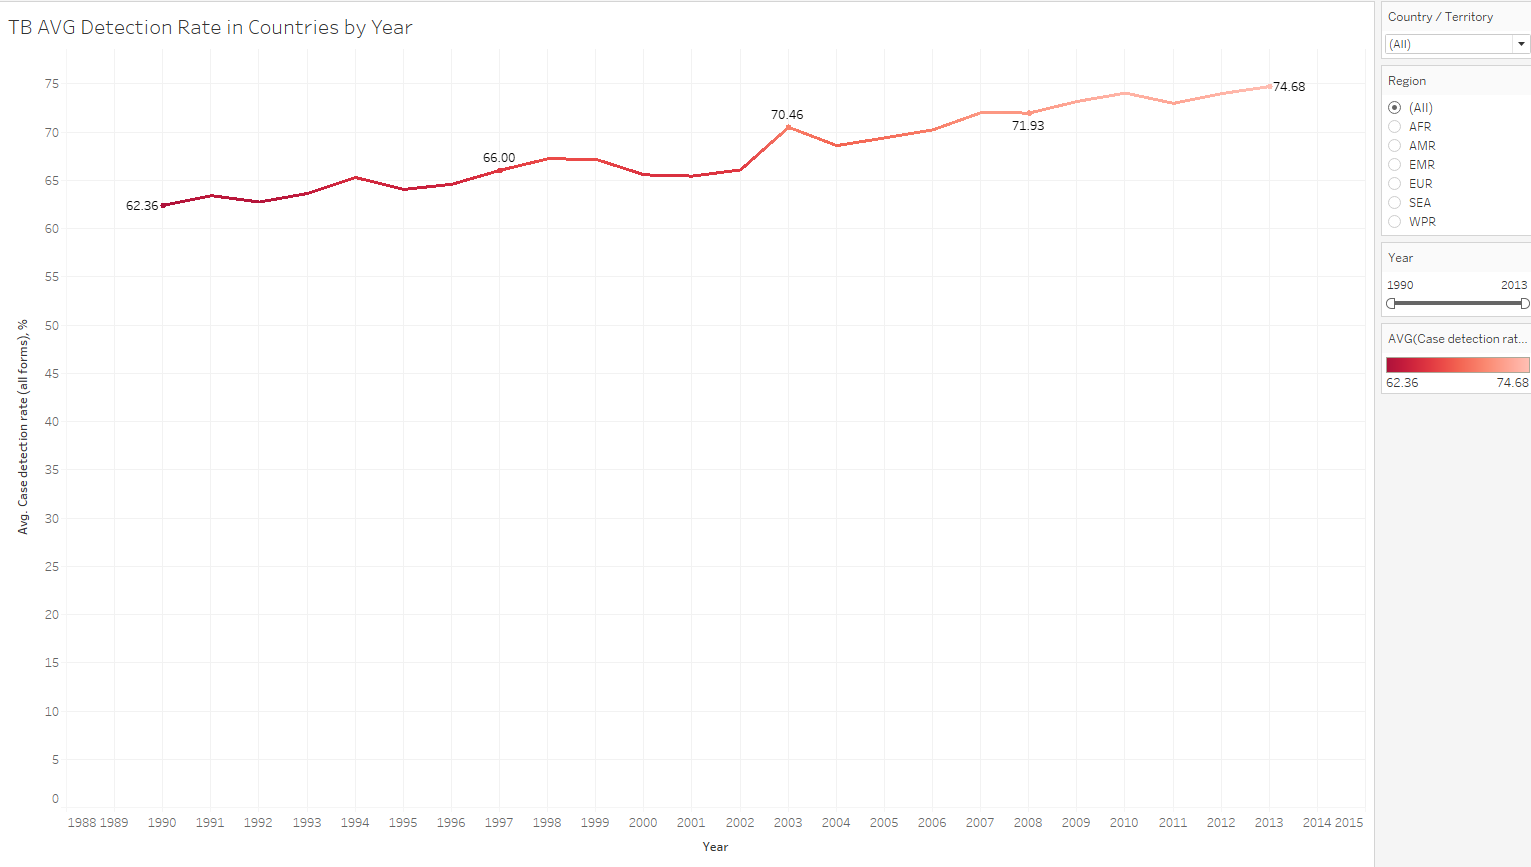 TB AVG Detection Rate in Countries by Year
75
70
65
60
55
50
45
40
35
30
25
20
15
10
5
0
Avg. Case detection rate (all forms), %
62.36
66.00
70.46
71.93
74.68
1988 1989 1990 1991 1992 1993 1994 1995 1996 1997 1998 1999 2000 2001 2002 2003 2004 2005 2006 2007 2008 2009 2010 2011 2012 2013 2014 2015
Year
Country / Territory
(All)
Region
(All)
AFR
AMR
EMR
EUR
SEA
WPR
Year
1990 2013
AVG(Case detection rat...
62.36 74.68